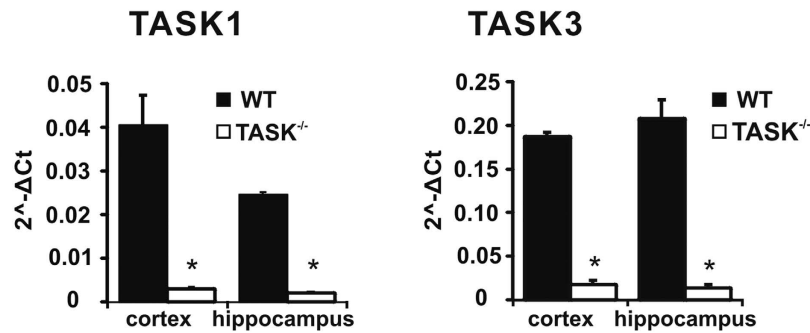 TASK1
0.05
0.04
0.03
0.02
0.01
0
2^-ΔCt
WT
TASK-/-
*
*
cortex
hippocampus
TASK3
0.25
0.20
0.15
0.10
0.05
0
2^-ΔCt
WT
TASK-/-
*
*
cortex
hippocampus